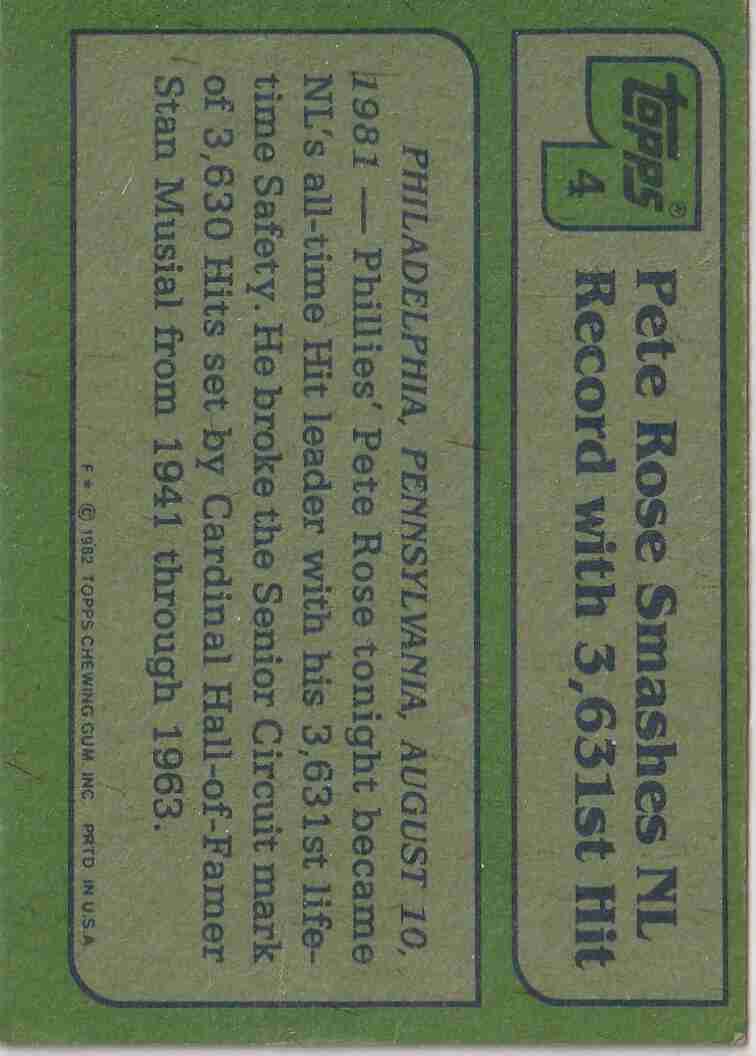 topps®
4
Pete Rose Smashes NL
Record with 3,631st Hit
PHILADELPHIA, PENNSYLVANIA, AUGUST 10,
1981 — Phillies' Pete Rose tonight became
NL's all-time Hit leader with his 3,631st life-
time Safety. He broke the Senior Circuit mark
of 3,630 Hits set by Cardinal Hall-of-Famer
Stan Musial from 1941 through 1963.
F* © 1982 TOPPS CHEWING GUM INC PRTD IN U.S.A